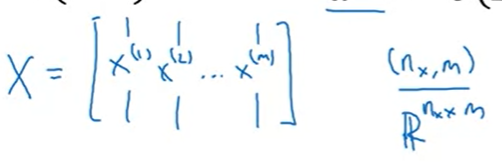 X = [ x^(1) x^(2) ... x^(m) ]
(n_x, m)
ℝ^(n_x × m)